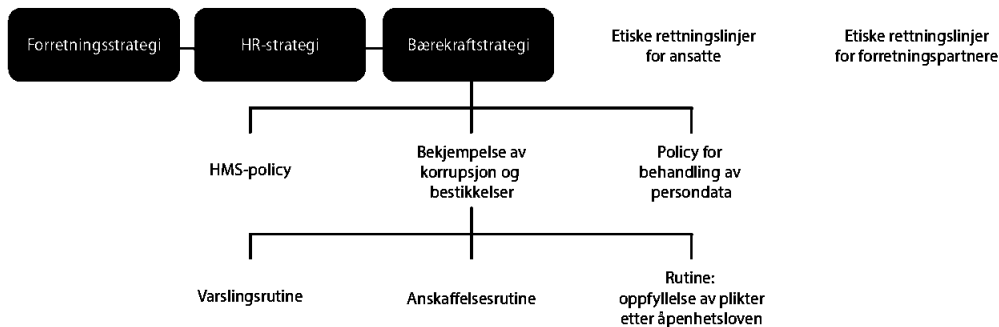 Forretningsstrategi
HR-strategi
Bærekraftstrategi
Etiske rettningslinjer
for ansatte
Etiske rettningslinjer
for forretningspartnere
HMS-policy
Bekjempelse av
korrupsjon og
bestikkelser
Policy for
behandling av
persondata
Varslingsrutine
Anskaffelsesrutine
Rutine:
oppfyllelse av plikter
etter åpenhetsloven